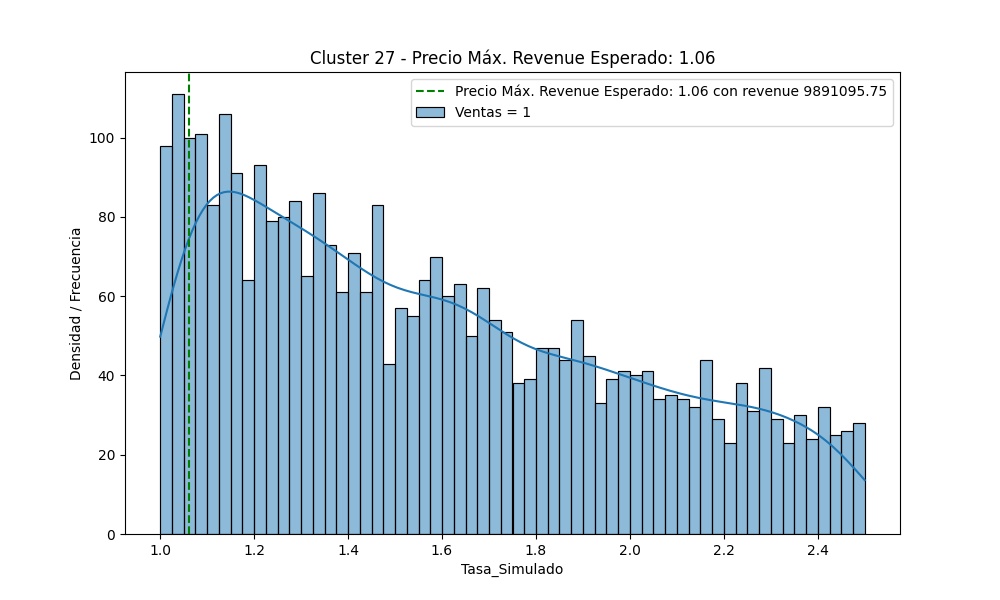 Cluster 27 - Precio Máx. Revenue Esperado: 1.06
Precio Máx. Revenue Esperado: 1.06 con revenue 9891095.75
Ventas = 1
Densidad / Frecuencia
100
80
60
40
20
0
1.0 1.2 1.4 1.6 1.8 2.0 2.2 2.4
Tasa_Simulado